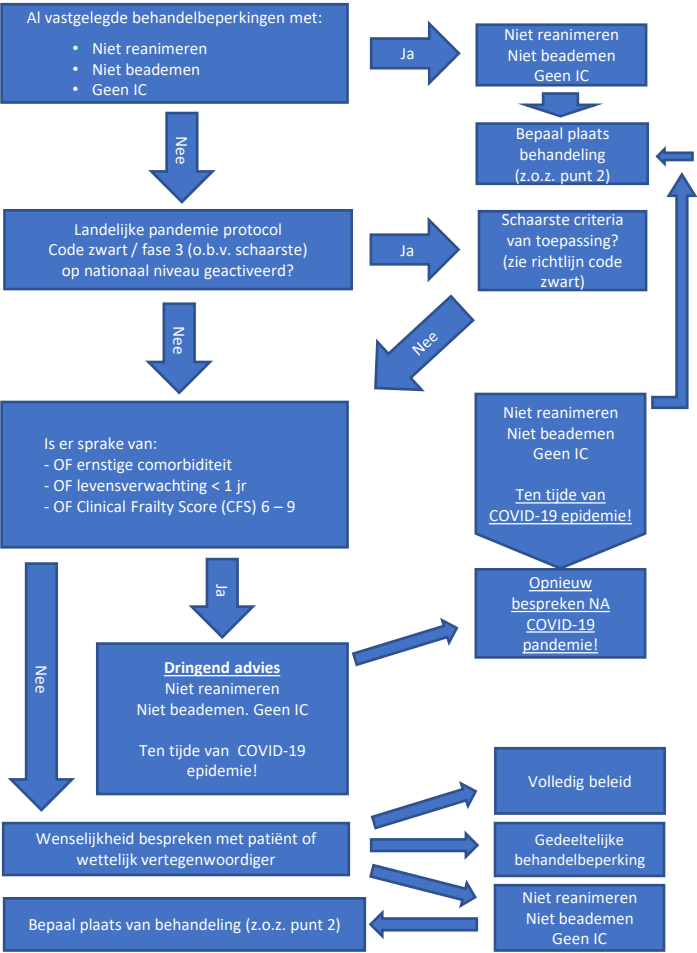 Al vastgelegde behandelbeperkingen met:
• Niet reanimeren
• Niet beademen
• Geen IC
Ja
Niet reanimeren
Niet beademen
Geen IC
Nee
Bepaal plaats
behandeling
(z.o.z. punt 2)
Landelijke pandemie protocol
Code zwart / fase 3 (o.b.v. schaarste)
op nationaal niveau geactiveerd?
Ja
Schaarste criteria
van toepassing?
(zie richtlijn code
zwart)
Nee
Nee
Is er sprake van:
- OF ernstige comorbiditeit
- OF levensverwachting < 1 jr
- OF Clinical Frailty Score (CFS) 6 – 9
Niet reanimeren
Niet beademen
Geen IC
Ten tijde van
COVID-19 epidemie!
Ja
Nee
Opnieuw
bespreken NA
COVID-19
pandemie!
Dringend advies
Niet reanimeren
Niet beademen. Geen IC
Ten tijde van COVID-19
epidemie!
Volledig beleid
Wenselijkheid bespreken met patiënt of
wettelijk vertegenwoordiger
Gedeeltelijke
behandelbeperking
Niet reanimeren
Niet beademen
Geen IC
Bepaal plaats van behandeling (z.o.z. punt 2)